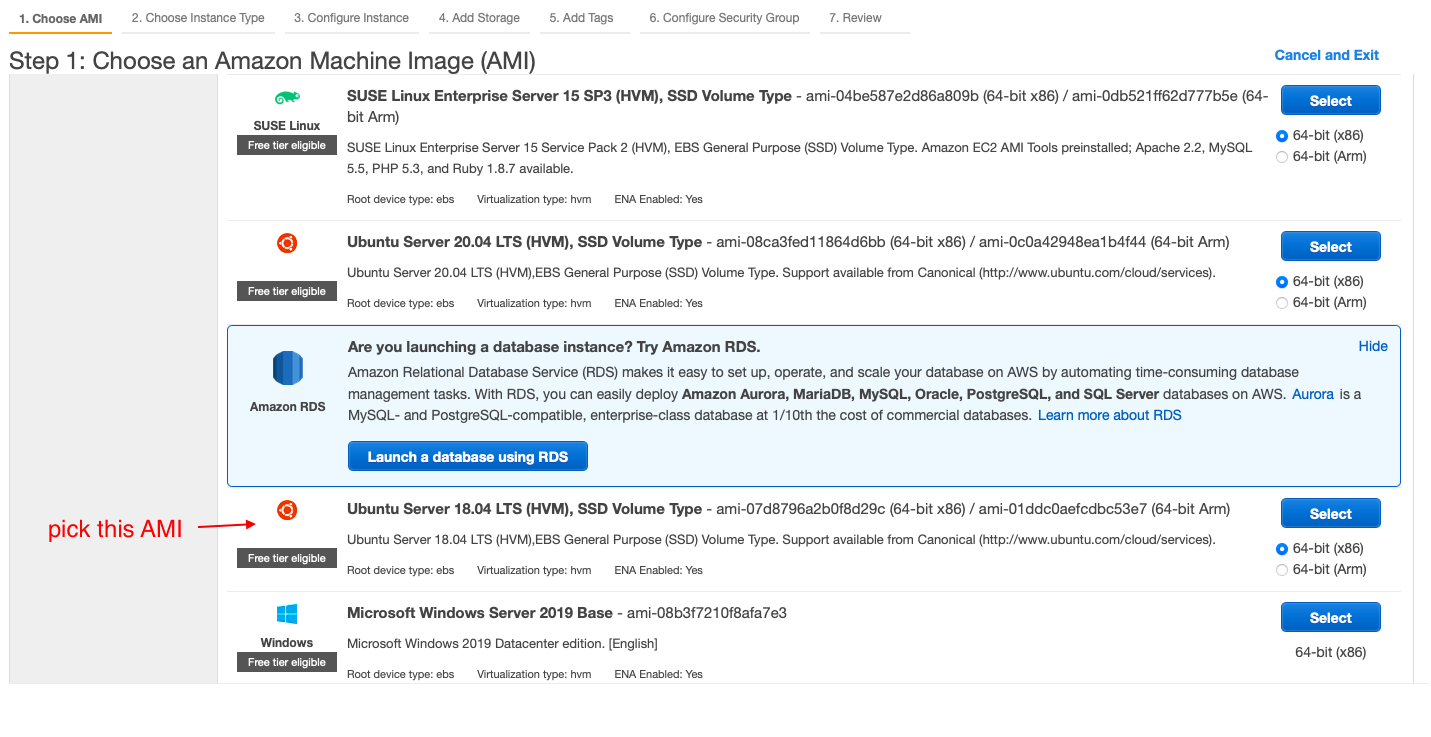 1. Choose AMI 2. Choose Instance Type 3. Configure Instance 4. Add Storage 5. Add Tags 6. Configure Security Group 7. Review
Step 1: Choose an Amazon Machine Image (AMI) Cancel and Exit
SUSE Linux
Free tier eligible
SUSE Linux Enterprise Server 15 SP3 (HVM), SSD Volume Type - ami-04be587e2d86a809b (64-bit x86) / ami-0db521ff62d777b5e (64-
bit Arm)
SUSE Linux Enterprise Server 15 Service Pack 2 (HVM), EBS General Purpose (SSD) Volume Type. Amazon EC2 AMI Tools preinstalled; Apache 2.2, MySQL
5.5, PHP 5.3, and Ruby 1.8.7 available.
Root device type: ebs Virtualization type: hvm ENA Enabled: Yes
Select
64-bit (x86)
64-bit (Arm)
Free tier eligible
Ubuntu Server 20.04 LTS (HVM), SSD Volume Type - ami-08ca3fed11864d6bb (64-bit x86) / ami-0c0a42948ea1b4f44 (64-bit Arm)
Ubuntu Server 20.04 LTS (HVM),EBS General Purpose (SSD) Volume Type. Support available from Canonical (http://www.ubuntu.com/cloud/services).
Root device type: ebs Virtualization type: hvm ENA Enabled: Yes
Select
64-bit (x86)
64-bit (Arm)
Amazon RDS
Are you launching a database instance? Try Amazon RDS. Hide
Amazon Relational Database Service (RDS) makes it easy to set up, operate, and scale your database on AWS by automating time-consuming database
management tasks. With RDS, you can easily deploy Amazon Aurora, MariaDB, MySQL, Oracle, PostgreSQL, and SQL Server databases on AWS. Aurora is a
MySQL- and PostgreSQL-compatible, enterprise-class database at 1/10th the cost of commercial databases. Learn more about RDS
Launch a database using RDS
pick this AMI
Free tier eligible
Ubuntu Server 18.04 LTS (HVM), SSD Volume Type - ami-07d8796a2b0f8d29c (64-bit x86) / ami-01ddc0aefcdbc53e7 (64-bit Arm)
Ubuntu Server 18.04 LTS (HVM),EBS General Purpose (SSD) Volume Type. Support available from Canonical (http://www.ubuntu.com/cloud/services).
Root device type: ebs Virtualization type: hvm ENA Enabled: Yes
Select
64-bit (x86)
64-bit (Arm)
Windows
Free tier eligible
Microsoft Windows Server 2019 Base - ami-08b3f7210f8afa7e3
Microsoft Windows 2019 Datacenter edition. [English]
Root device type: ebs Virtualization type: hvm ENA Enabled: Yes
Select
64-bit (x86)